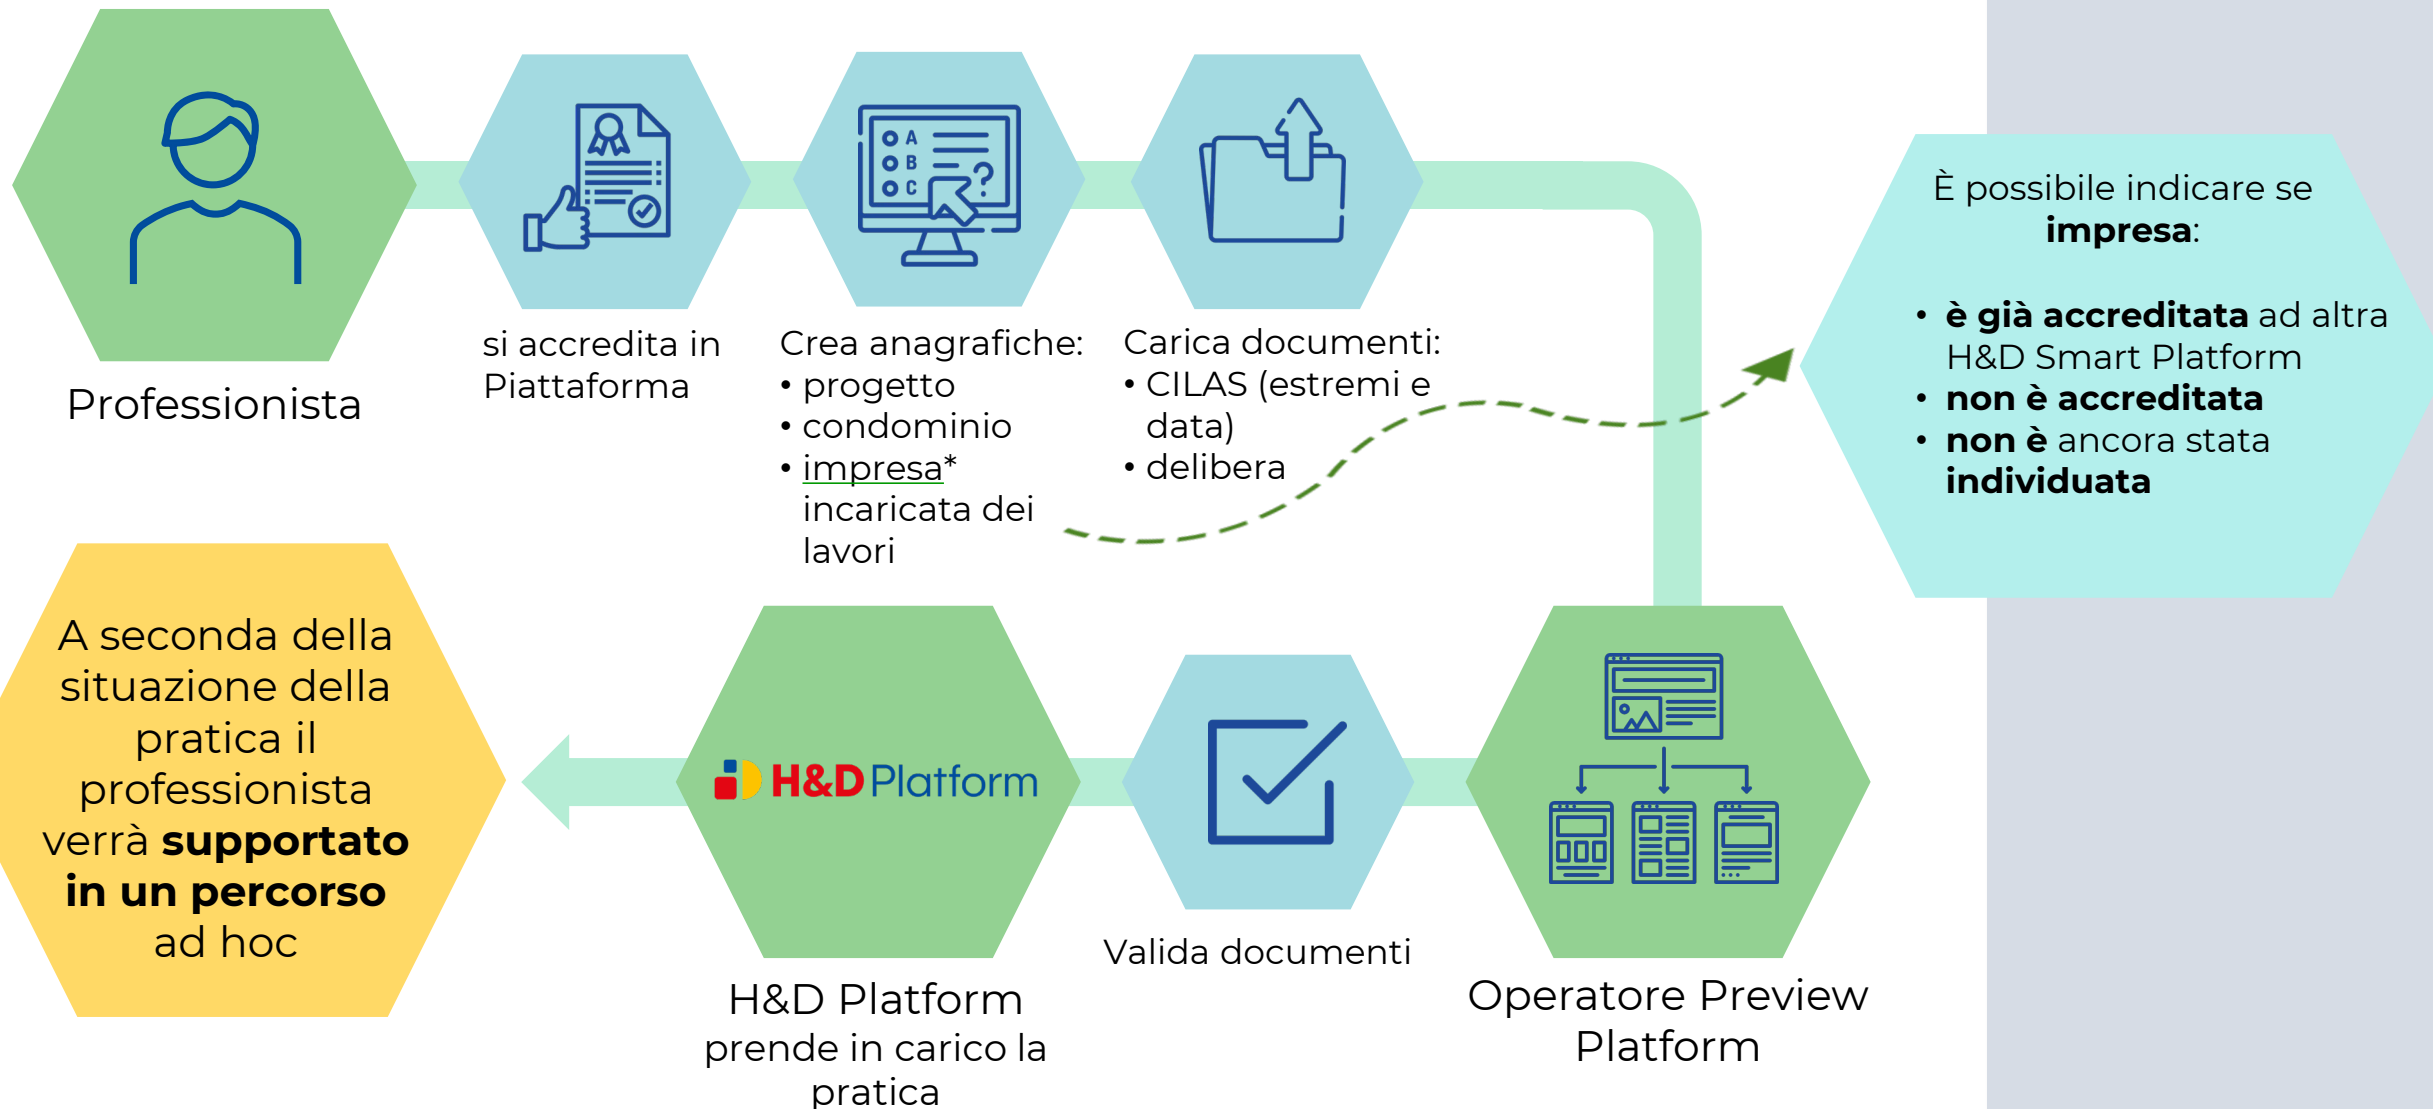 Professionista
si accredita in
Piattaforma
A
B
C
?
Crea anagrafiche:
• progetto
• condominio
• impresa*
incaricata dei
lavori
Carica documenti:
• CILAS (estremi e
data)
• delibera
È possibile indicare se
impresa:
• è già accreditata ad altra
H&D Smart Platform
• non è accreditata
• non è ancora stata
individuata
Operatore Preview
Platform
Valida documenti
H&D Platform
H&D Platform
prende in carico la
pratica
A seconda della
situazione della
pratica il
professionista
verrà supportato
in un percorso
ad hoc